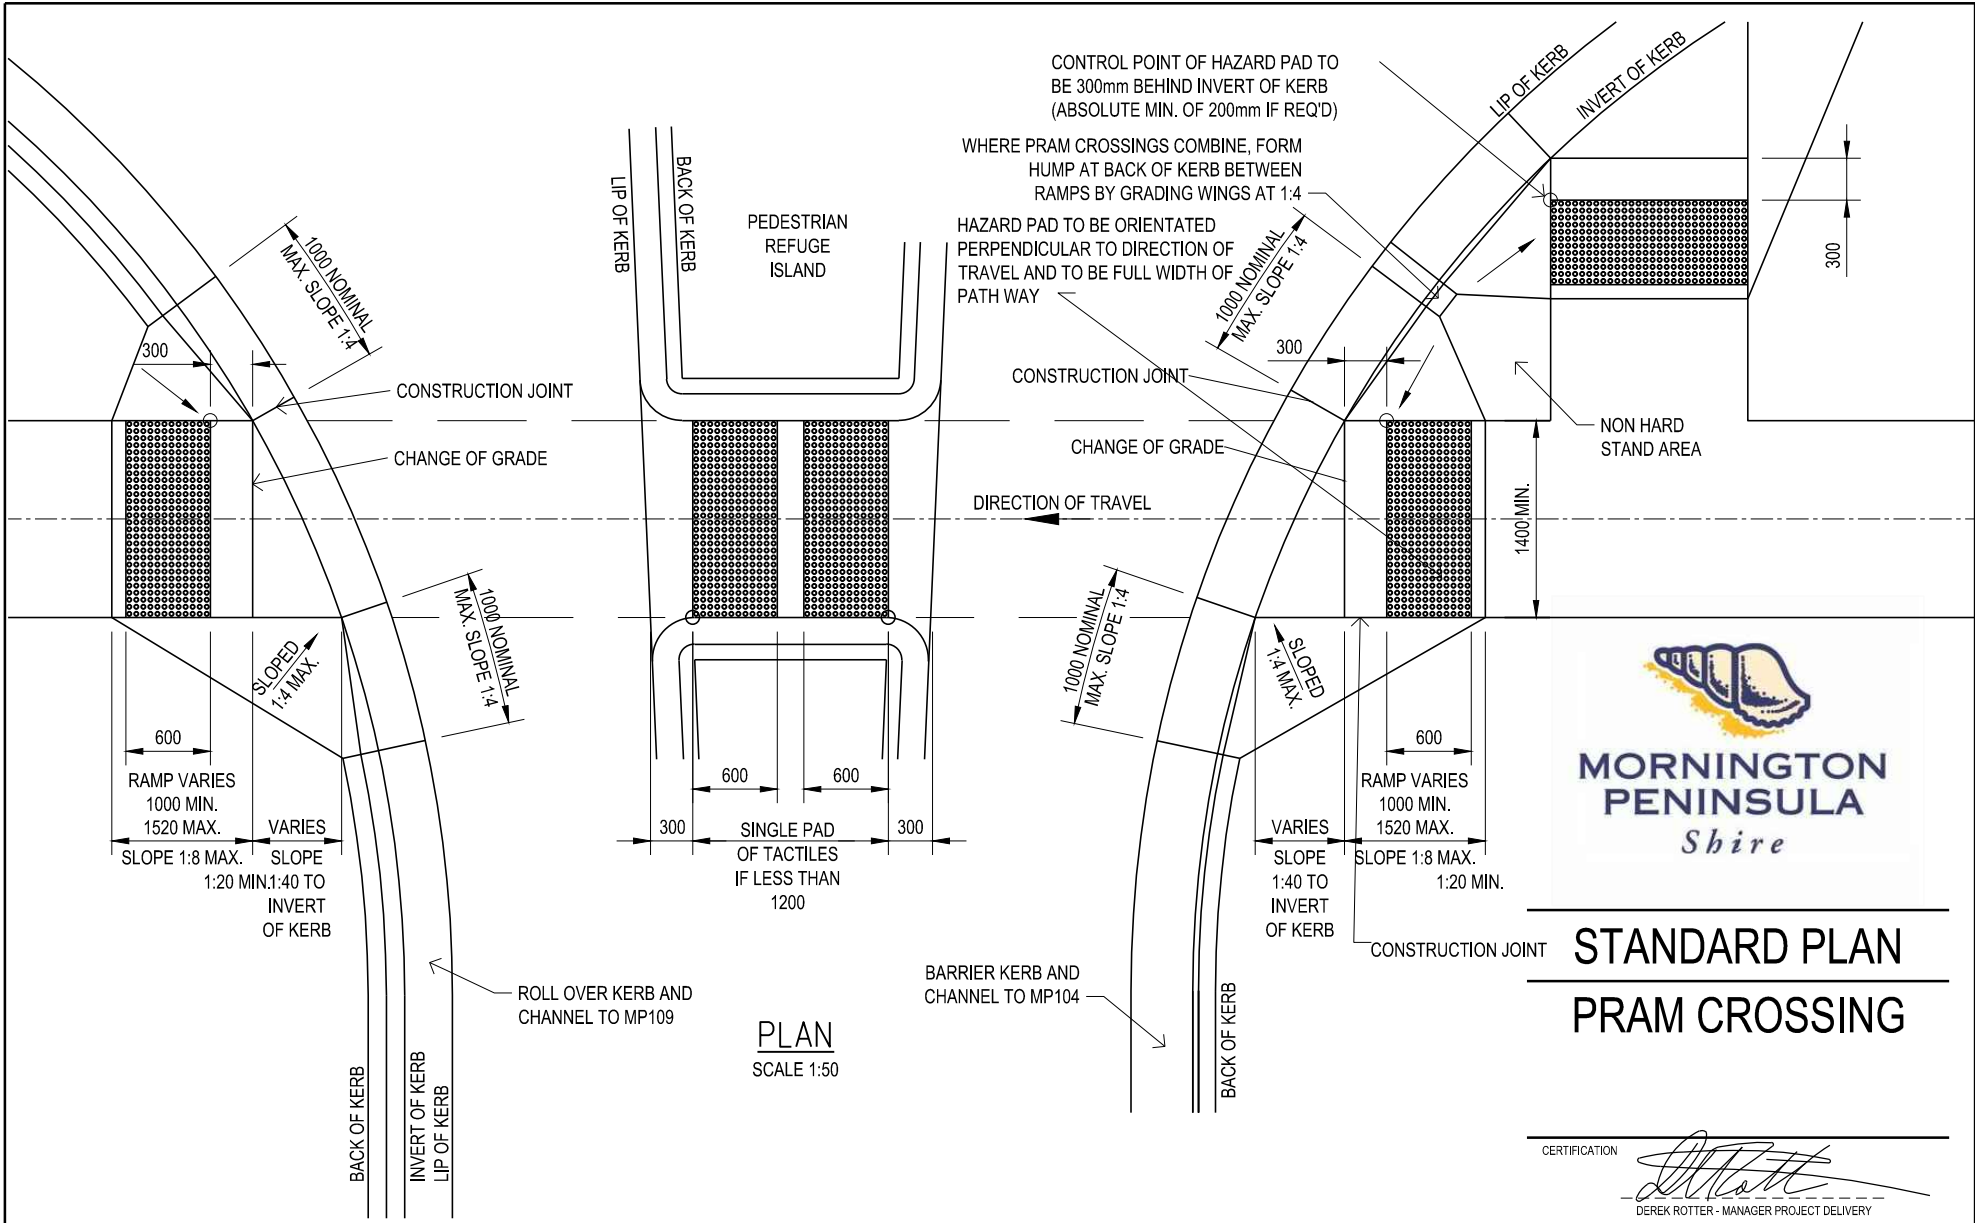 CONTROL POINT OF HAZARD PAD TO
BE 300mm BEHIND INVERT OF KERB
(ABSOLUTE MIN. OF 200mm IF REQ'D)
WHERE PRAM CROSSINGS COMBINE, FORM
HUMP AT BACK OF KERB BETWEEN
RAMPS BY GRADING WINGS AT 1:4
HAZARD PAD TO BE ORIENTATED
PERPENDICULAR TO DIRECTION OF
TRAVEL AND TO BE FULL WIDTH OF
PATH WAY
LIP OF KERB
INVERT OF KERB
LIP OF KERB
BACK OF KERB
PEDESTRIAN
REFUGE
ISLAND
1000 NOMINAL
MAX. SLOPE 1:4
1000 NOMINAL
MAX. SLOPE 1:4
300
300
300
CONSTRUCTION JOINT
CONSTRUCTION JOINT
CHANGE OF GRADE
CHANGE OF GRADE
NON HARD
STAND AREA
DIRECTION OF TRAVEL
1400 MIN.
1000 NOMINAL
MAX. SLOPE 1:4
1000 NOMINAL
MAX. SLOPE 1:4
SLOPED
1:4 MAX.
SLOPED
1:4 MAX.
600
RAMP VARIES
1000 MIN.
1520 MAX.
SLOPE 1:8 MAX.
1:20 MIN.
VARIES
SLOPE
1:40 TO
INVERT
OF KERB
600
600
300
SINGLE PAD
OF TACTILES
IF LESS THAN
1200
300
VARIES
SLOPE
1:40 TO
INVERT
OF KERB
600
RAMP VARIES
1000 MIN.
1520 MAX.
SLOPE 1:8 MAX.
1:20 MIN.
CONSTRUCTION JOINT
ROLL OVER KERB AND
CHANNEL TO MP109
BARRIER KERB AND
CHANNEL TO MP104
BACK OF KERB
INVERT OF KERB
LIP OF KERB
BACK OF KERB
PLAN
SCALE 1:50
MORNINGTON
PENINSULA
Shire
STANDARD PLAN
PRAM CROSSING
CERTIFICATION
DEREK ROTTER - MANAGER PROJECT DELIVERY